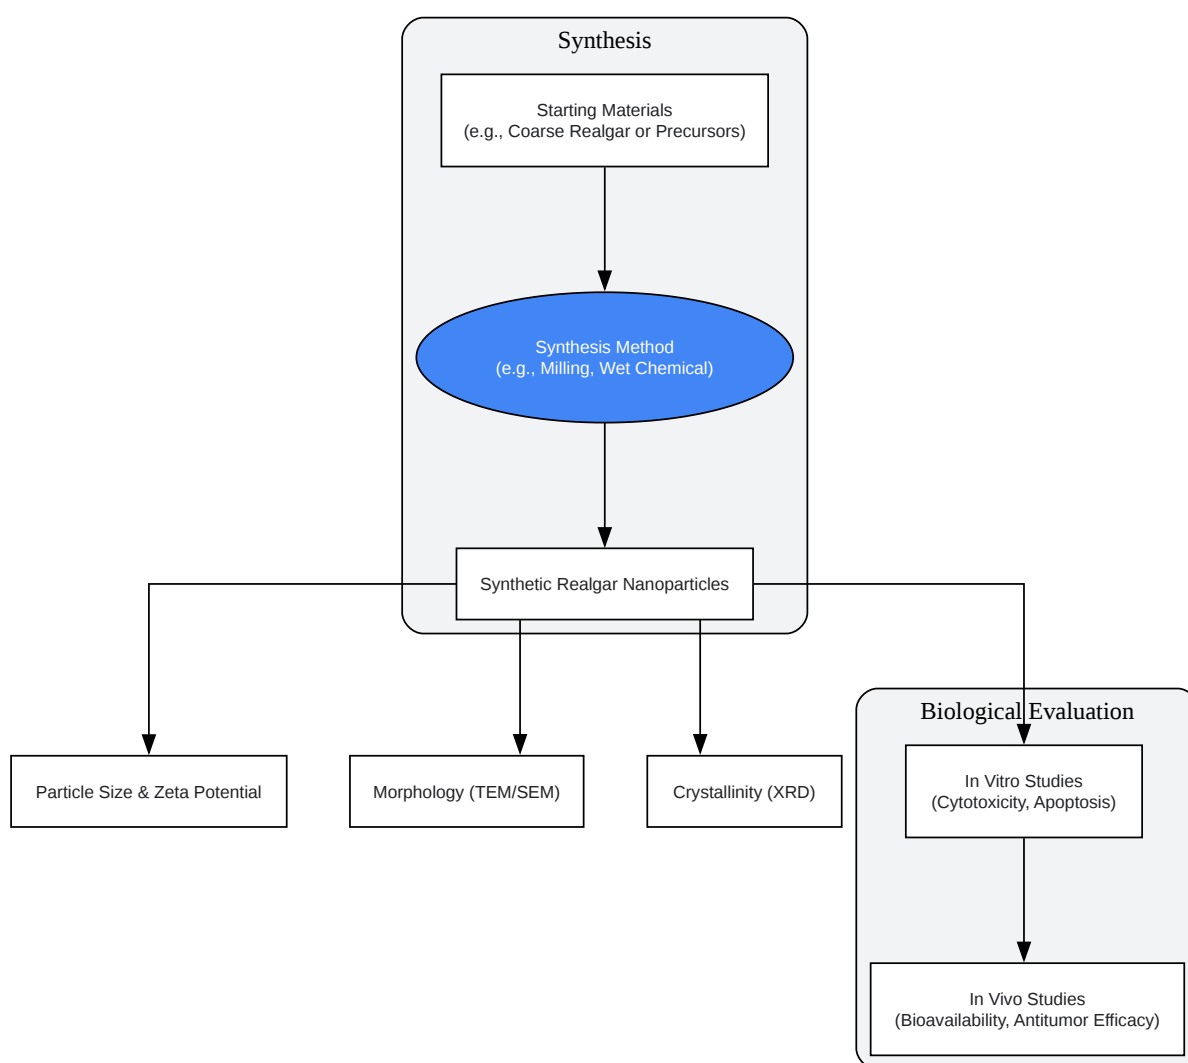 Synthesis
Starting Materials
(e.g., Coarse Realgar or Precursors)
Synthesis Method
(e.g., Milling, Wet Chemical)
Synthetic Realgar Nanoparticles
Biological Evaluation
Particle Size & Zeta Potential
Morphology (TEM/SEM)
Crystallinity (XRD)
In Vitro Studies
(Cytotoxicity, Apoptosis)
In Vivo Studies
(Bioavailability, Antitumor Efficacy)